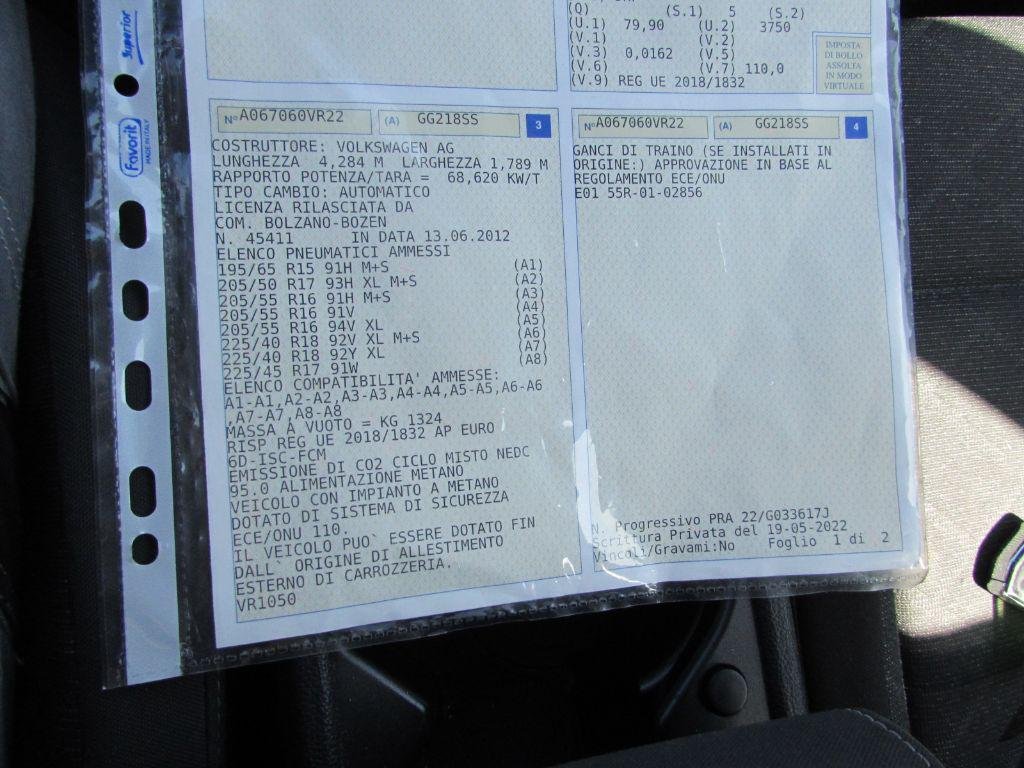 Superior
Favorit
MADE IN ITALY
(Q) (S.1) 5 (S.2)
(U.1) 79,90 (U.2) 3750
(V.1) (V.2)
(V.3) 0,0162 (V.5)
(V.6) (V.7) 110,0
(V.9) REG UE 2018/1832
IMPOSTA
DI BOLLO
ASSOLTA
IN MODO
VIRTUALE
N° A067060VR22 (A) GG218SS 3
COSTRUTTORE: VOLKSWAGEN AG
LUNGHEZZA 4,284 M LARGHEZZA 1,789 M
RAPPORTO POTENZA/TARA = 68,620 KW/T
TIPO CAMBIO: AUTOMATICO
LICENZA RILASCIATA DA
COM. BOLZANO-BOZEN
N. 45411 IN DATA 13.06.2012
ELENCO PNEUMATICI AMMESSI
195/65 R15 91H M+S (A1)
205/50 R17 93H XL M+S (A2)
205/55 R16 91H M+S (A3)
205/55 R16 91V (A4)
205/55 R16 94V XL (A5)
225/40 R18 92V XL M+S (A6)
225/40 R18 92Y XL (A7)
225/45 R17 91W (A8)
ELENCO COMPATIBILITA' AMMESSE:
A1-A1,A2-A2,A3-A3,A4-A4,A5-A5,A6-A6
,A7-A7,A8-A8
MASSA A VUOTO = KG 1324
RISP REG UE 2018/1832 AP EURO
6D-ISC-FCM
EMISSIONE DI CO2 CICLO MISTO NEDC
95.0 ALIMENTAZIONE METANO
VEICOLO CON IMPIANTO A METANO
DOTATO DI SISTEMA DI SICUREZZA
ECE/ONU 110.
IL VEICOLO PUO` ESSERE DOTATO FIN
DALL` ORIGINE DI ALLESTIMENTO
ESTERNO DI CARROZZERIA.
VR1050
N° A067060VR22 (A) GG218SS 4
GANCI DI TRAINO (SE INSTALLATI IN
ORIGINE:) APPROVAZIONE IN BASE AL
REGOLAMENTO ECE/ONU
E01 55R-01-02856
N. Progressivo PRA 22/G033617J
Scrittura Privata del 19-05-2022
Vincoli/Gravami:No Foglio 1 di 2